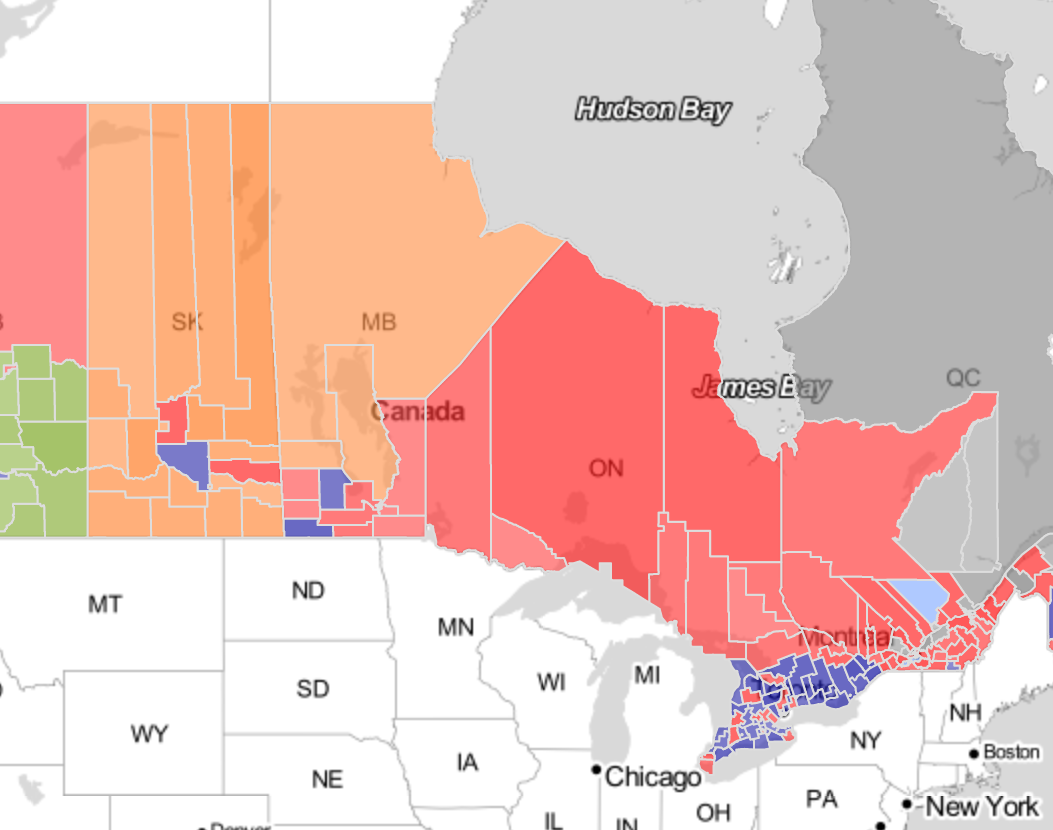 Hudson Bay
SK
MB
James Bay
QC
Canada
ON
MT
ND
MN
Montréal
SD
WI
MI
WY
NH
NY
Boston
IA
NE
Chicago
PA
New York
OH
IL
IN
Denver